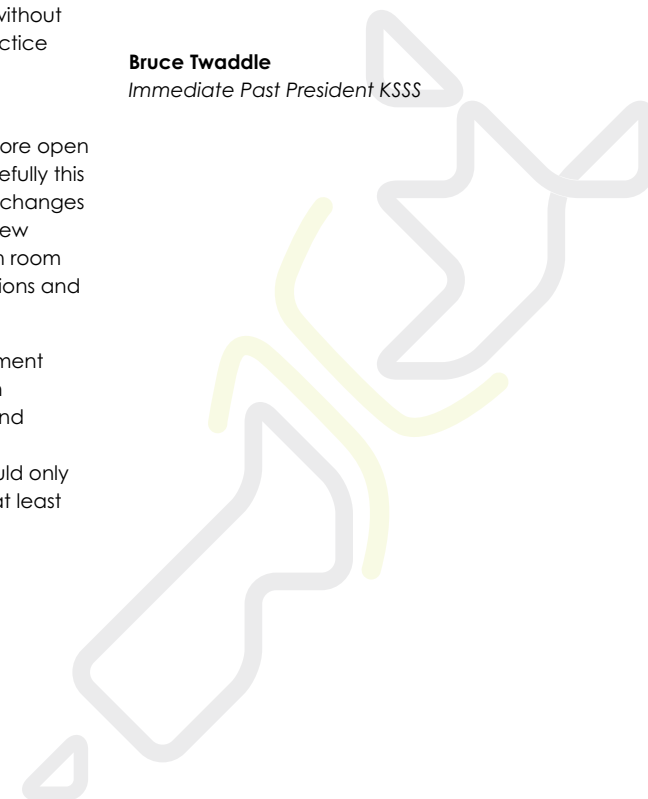 without
ctice
ore open
efully this
changes
ew
n room
ions and
ment
n
nd
uld only
at least
Bruce Twaddle
Immediate Past President KSSS